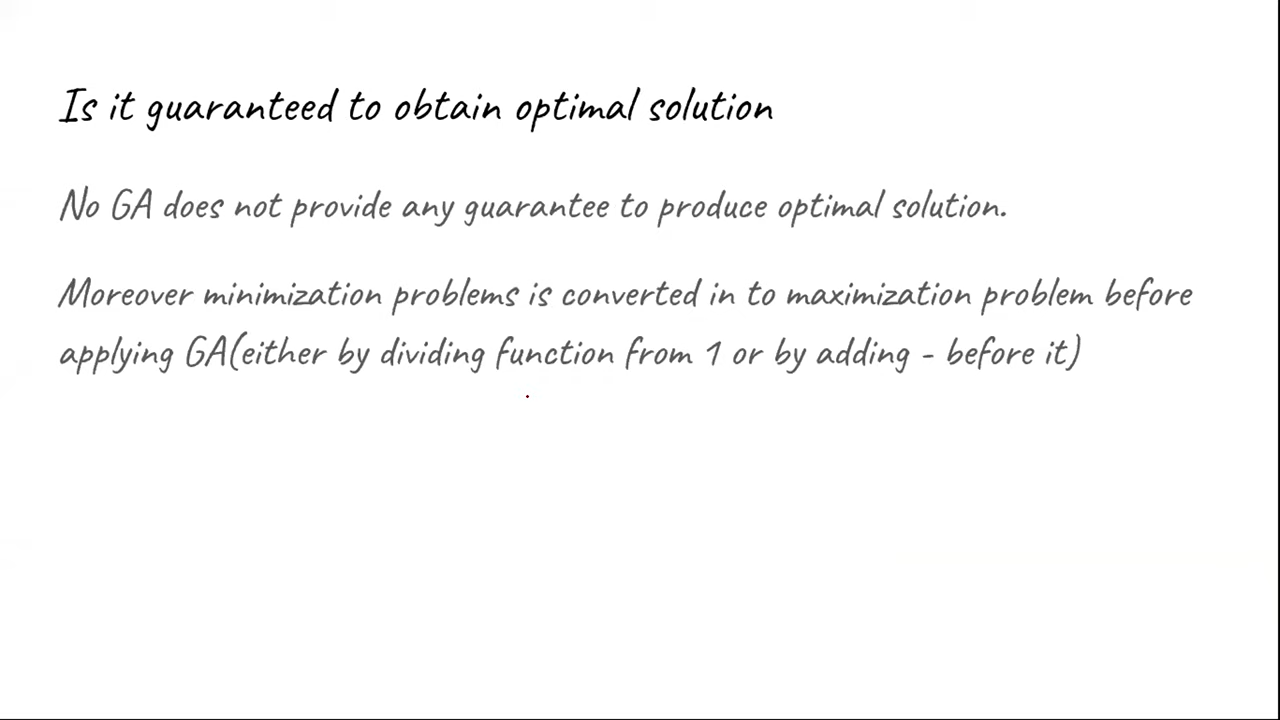 Is it guaranteed to obtain optimal solution
No GA does not provide any guarantee to produce optimal solution.
Moreover minimization problems is converted in to maximization problem before
applying GA(either by dividing function from 1 or by adding - before it)